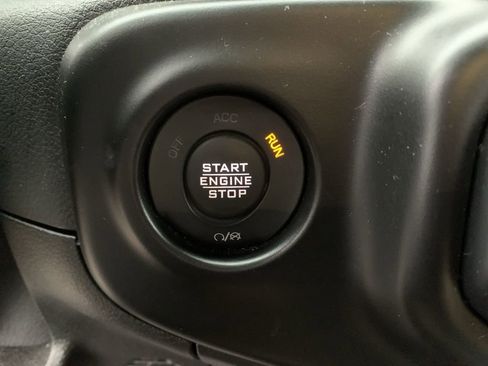 ACC
OFF
RUN
START
ENGINE
STOP